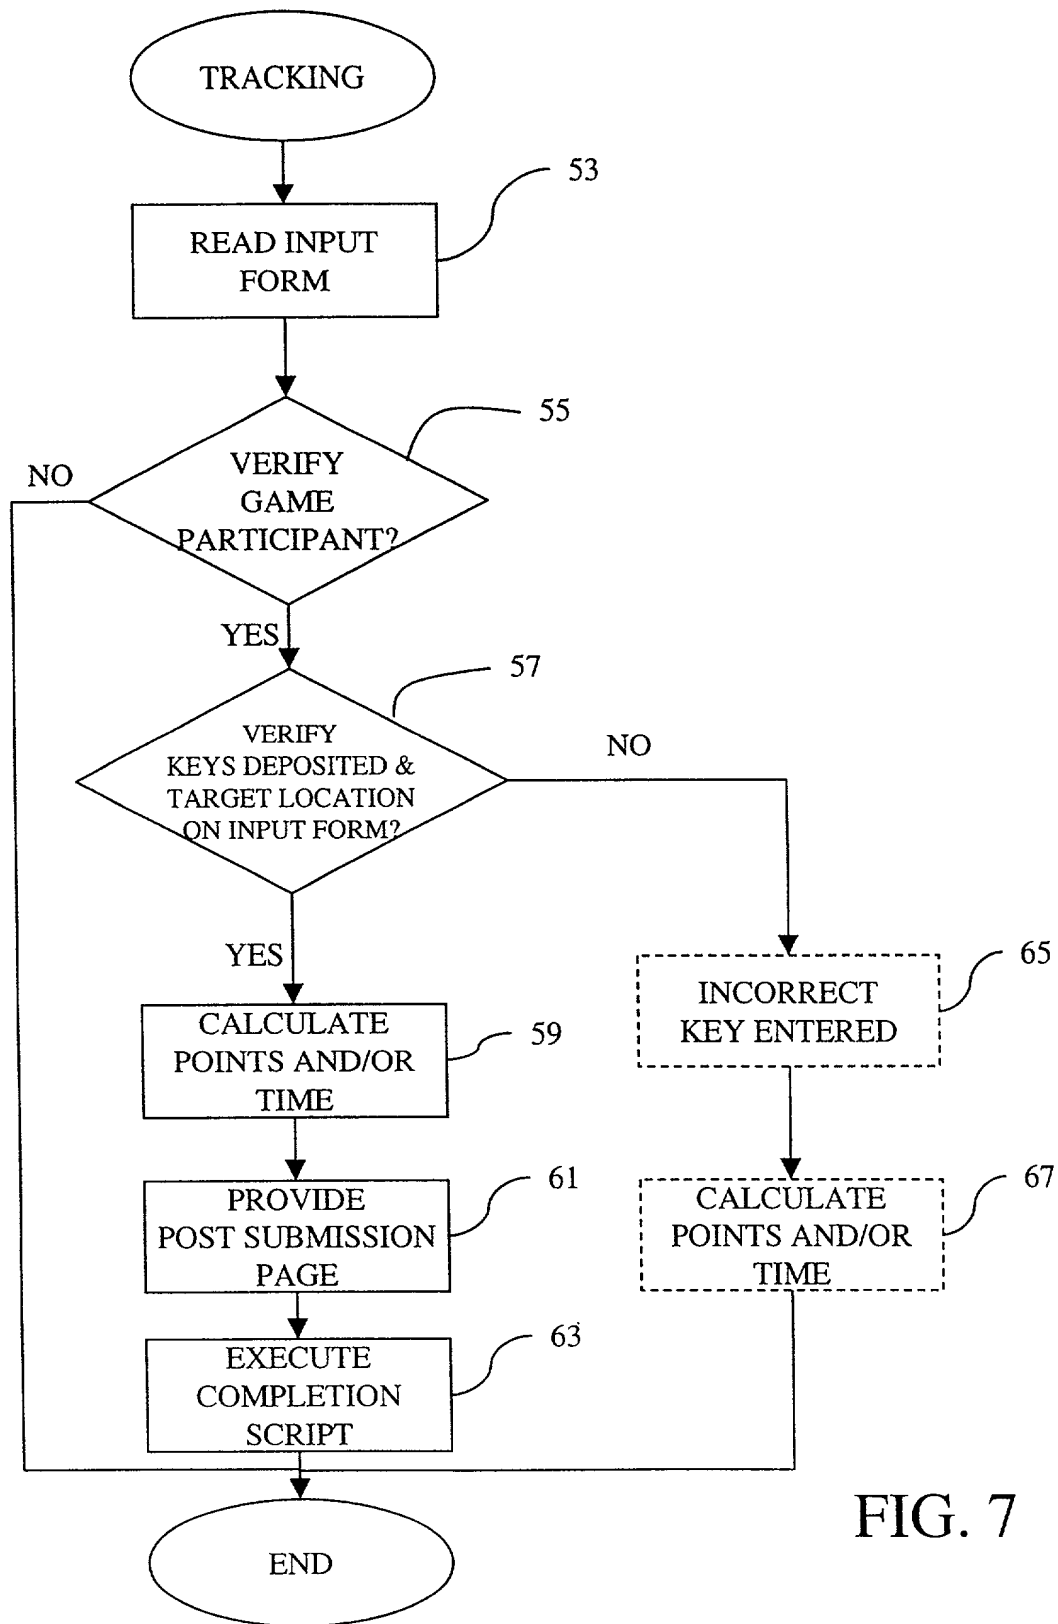 TRACKING
53
READ INPUT
FORM
55
NO
VERIFY
GAME
PARTICIPANT?
YES
57
VERIFY
KEYS DEPOSITED &
TARGET LOCATION
ON INPUT FORM?
NO
YES
65
INCORRECT
KEY ENTERED
59
CALCULATE
POINTS AND/OR
TIME
61
PROVIDE
POST SUBMISSION
PAGE
67
CALCULATE
POINTS AND/OR
TIME
63
EXECUTE
COMPLETION
SCRIPT
END
FIG. 7